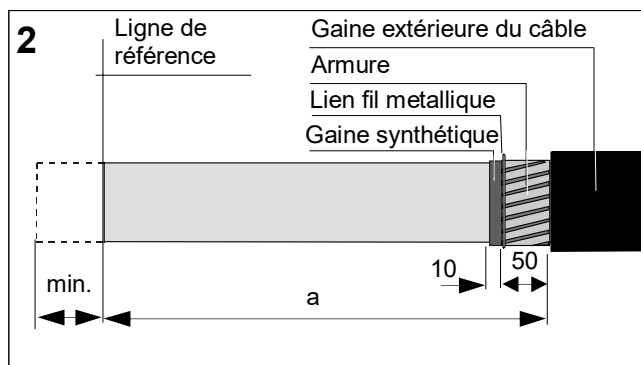 2
Ligne de
référence
Gaine extérieure du câble
Armure
Lien fil metallique
Gaine synthétique
10
50
min.
a